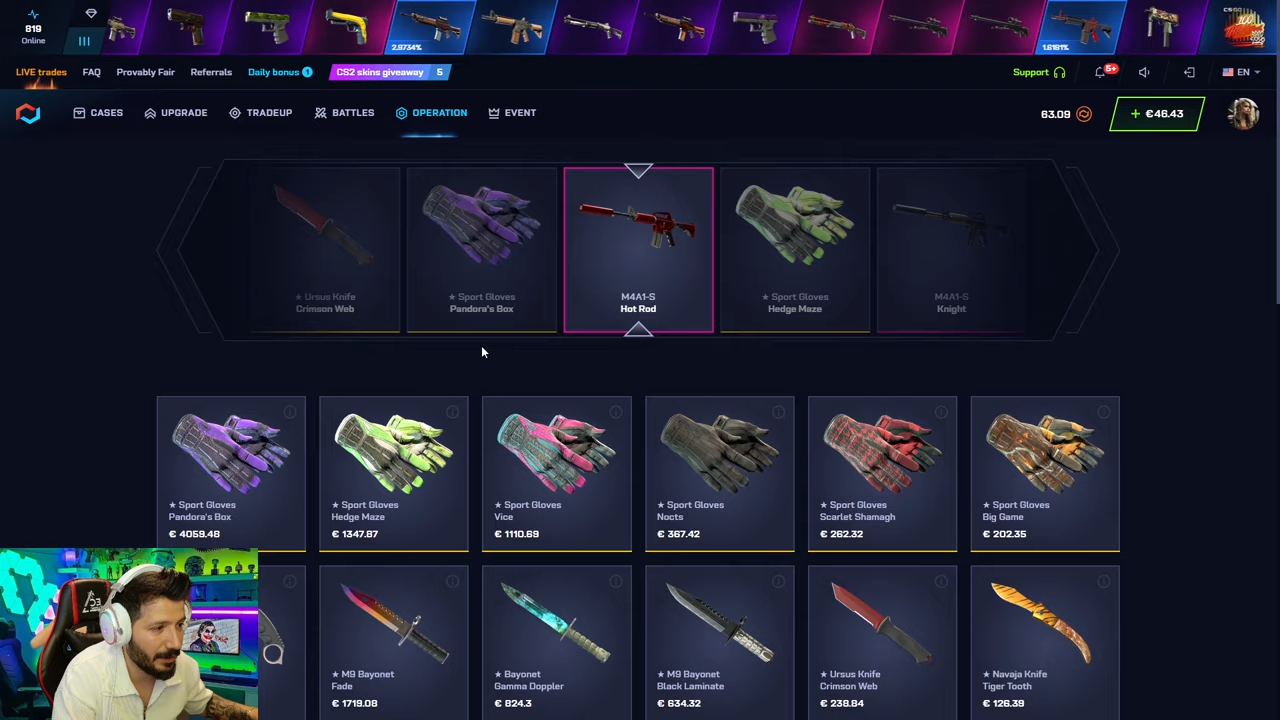 2.9734%
1.6181%
CS:GO
100
819
Online
LIVE trades
FAQ
Provably Fair
Referrals
Daily bonus 1
CS2 skins giveaway 5
Support
5+
EN
CASES
UPGRADE
TRADEUP
BATTLES
OPERATION
EVENT
63.09
+ €46.43
★ Ursus Knife
Crimson Web
★ Sport Gloves
Pandora's Box
M4A1-S
Hot Rod
★ Sport Gloves
Hedge Maze
M4A1-S
Knight
★ Sport Gloves
Pandora's Box
€ 4059.48
★ Sport Gloves
Hedge Maze
€ 1347.87
★ Sport Gloves
Vice
€ 1110.69
★ Sport Gloves
Nocts
€ 367.42
★ Sport Gloves
Scarlet Shamagh
€ 262.32
★ Sport Gloves
Big Game
€ 202.35
★ M9 Bayonet
Fade
€ 1719.08
★ Bayonet
Gamma Doppler
€ 824.3
★ M9 Bayonet
Black Laminate
€ 634.32
★ Ursus Knife
Crimson Web
€ 238.84
★ Navaja Knife
Tiger Tooth
€ 126.39